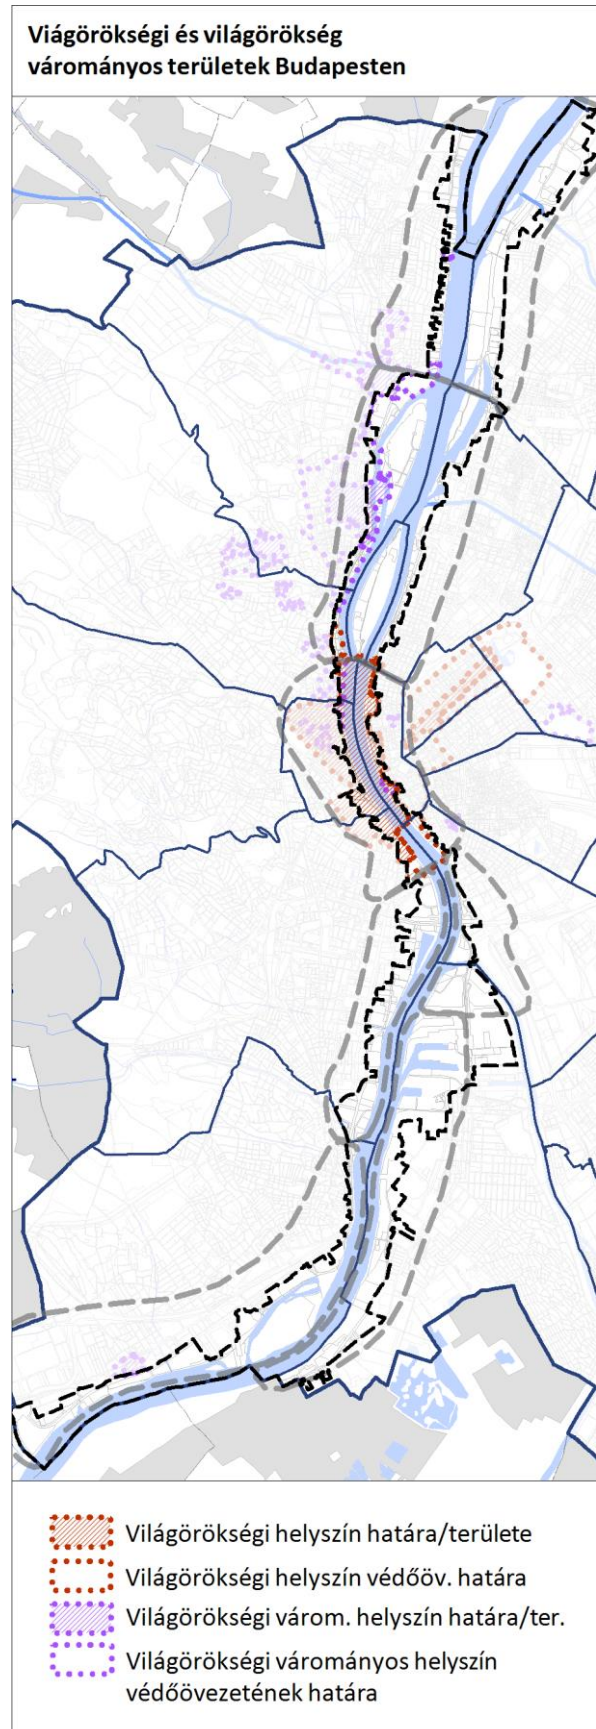 Viágörökségi és világörökség
várományos területek Budapesten
Világörökségi helyszín határa/területe
Világörökségi helyszín védőöv. határa
Világörökségi várom. helyszín határa/ter.
Világörökségi várományos helyszín
védőövezetének határa